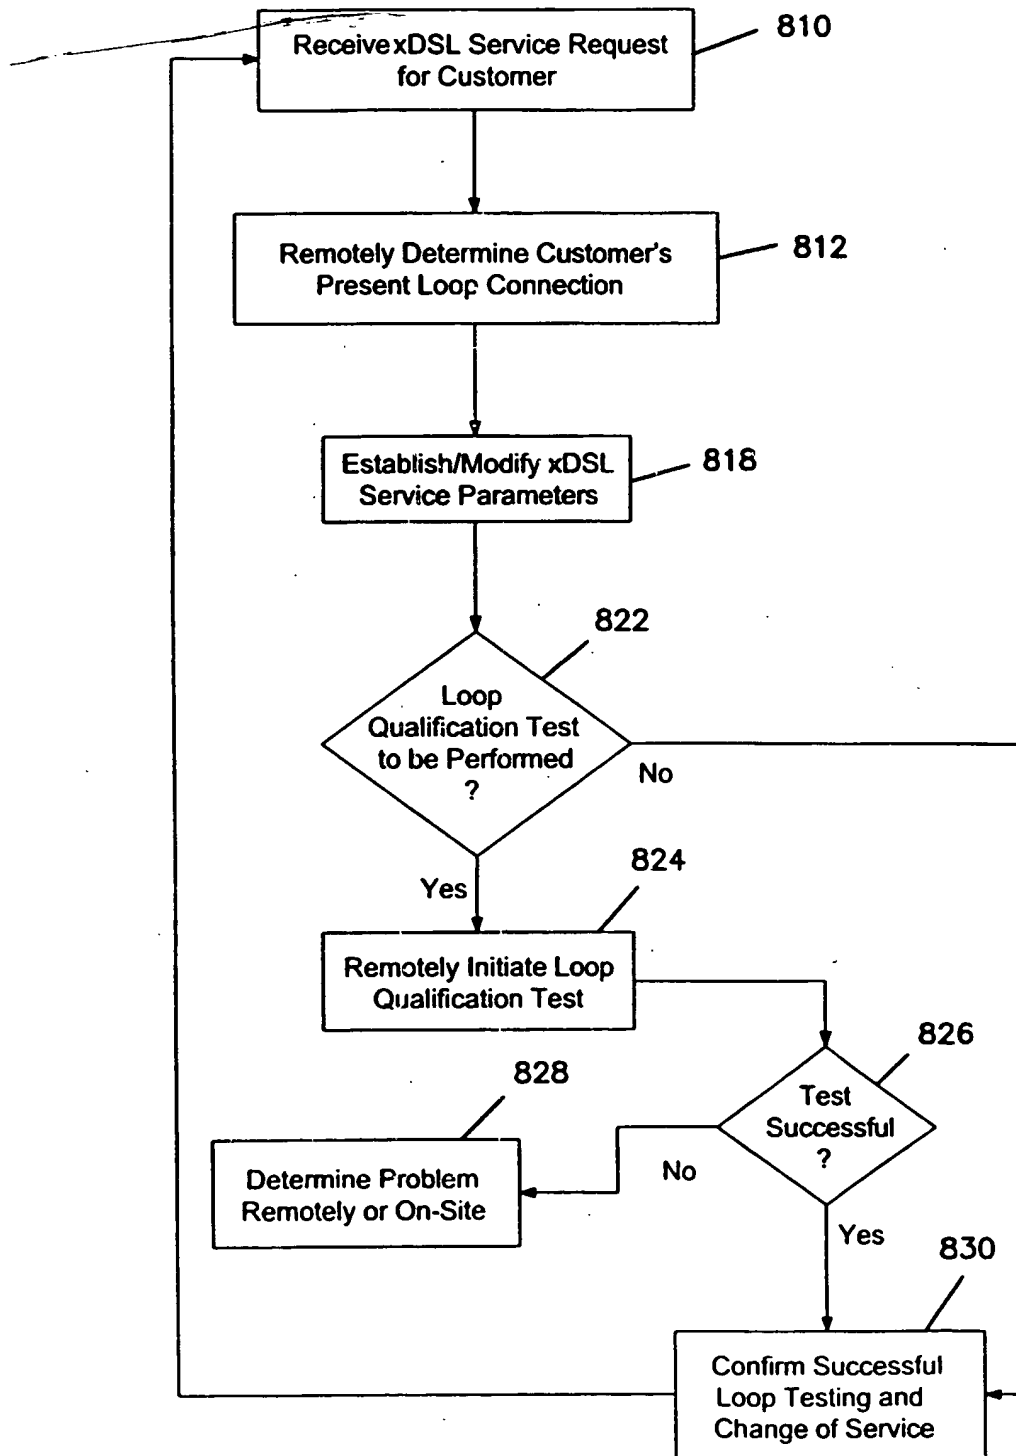 Receive xDSL Service Request
for Customer
810
Remotely Determine Customer's
Present Loop Connection
812
Establish/Modify xDSL
Service Parameters
818
822
Loop
Qualification Test
to be Performed
?
No
Yes
824
Remotely Initiate Loop
Qualification Test
826
Test
Successful
?
828
Determine Problem
Remotely or On-Site
No
Yes
830
Confirm Successful
Loop Testing and
Change of Service